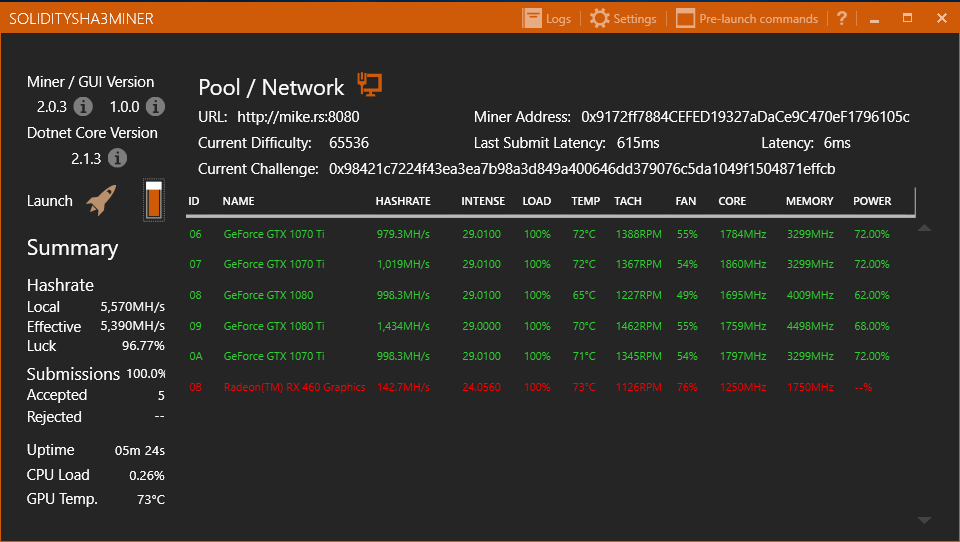 SOLIDITYSHA3MINER Logs Settings Pre-launch commands ?
Miner / GUI Version
2.0.3 1.0.0
Dotnet Core Version
2.1.3
Launch
Summary
Hashrate
Local 5,570MH/s
Effective 5,390MH/s
Luck 96.77%
Submissions 100.0%
Accepted 5
Rejected --
Uptime 05m 24s
CPU Load 0.26%
GPU Temp. 73°C
Pool / Network
URL: http://mike.rs:8080 Miner Address: 0x9172ff7884CEFED19327aDaCe9C470eF1796105c
Current Difficulty: 65536 Last Submit Latency: 615ms Latency: 6ms
Current Challenge: 0x98421c7224f43ea3ea7b98a3d849a400646dd379076c5da1049f1504871effcb
ID NAME HASHRATE INTENSE LOAD TEMP TACH FAN CORE MEMORY POWER
06 GeForce GTX 1070 Ti 979.3MH/s 29.0100 100% 72°C 1388RPM 55% 1784MHz 3299MHz 72.00%
07 GeForce GTX 1070 Ti 1,019MH/s 29.0100 100% 72°C 1367RPM 54% 1860MHz 3299MHz 72.00%
08 GeForce GTX 1080 998.3MH/s 29.0100 100% 65°C 1227RPM 49% 1695MHz 4009MHz 62.00%
09 GeForce GTX 1080 Ti 1,434MH/s 29.0000 100% 70°C 1462RPM 55% 1759MHz 4498MHz 68.00%
0A GeForce GTX 1070 Ti 998.3MH/s 29.0100 100% 71°C 1345RPM 54% 1797MHz 3299MHz 72.00%
0B Radeon(TM) RX 460 Graphics 142.7MH/s 24.0560 100% 73°C 1126RPM 76% 1250MHz 1750MHz --%